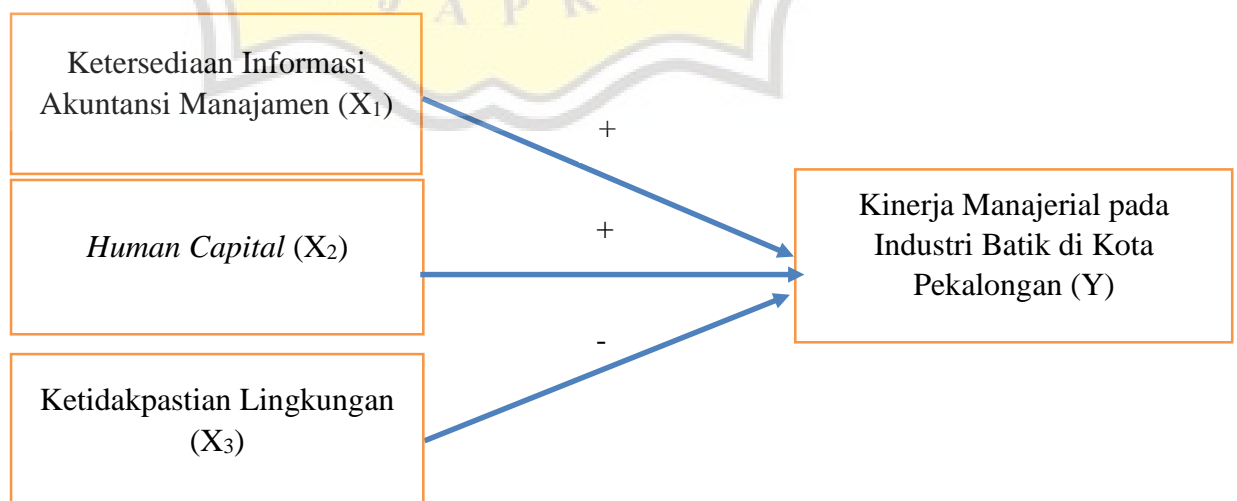 J A P R
Ketersediaan Informasi
Akuntansi Manajamen (X₁)
+
Human Capital (X₂)
+
Kinerja Manajerial pada
Industri Batik di Kota
Pekalongan (Y)
-
Ketidakpastian Lingkungan
(X₃)